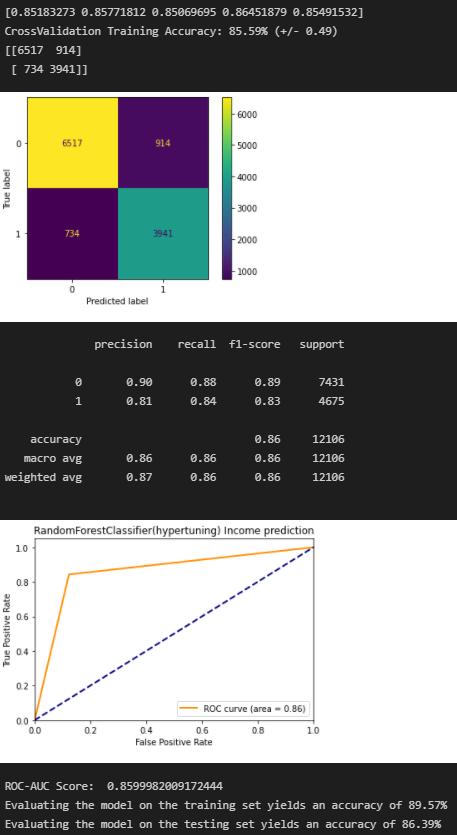 [0.85183273 0.85771812 0.85069695 0.86451879 0.85491532]
CrossValidation Training Accuracy: 85.59% (+/- 0.49)
[[6517 914]
[ 734 3941]]
0
6517
914
1
734
3941
0
1
True label
Predicted label
6000
5000
4000
3000
2000
1000
precision recall f1-score support
0 0.90 0.88 0.89 7431
1 0.81 0.84 0.83 4675
accuracy 0.86 12106
macro avg 0.86 0.86 0.86 12106
weighted avg 0.87 0.86 0.86 12106
RandomForestClassifier(hypertuning) Income prediction
1.0
0.8
0.6
0.4
0.2
0.0
True Positive Rate
ROC curve (area = 0.86)
0.0 0.2 0.4 0.6 0.8 1.0
False Positive Rate
ROC-AUC Score: 0.8599982009172444
Evaluating the model on the training set yields an accuracy of 89.57%
Evaluating the model on the testing set yields an accuracy of 86.39%